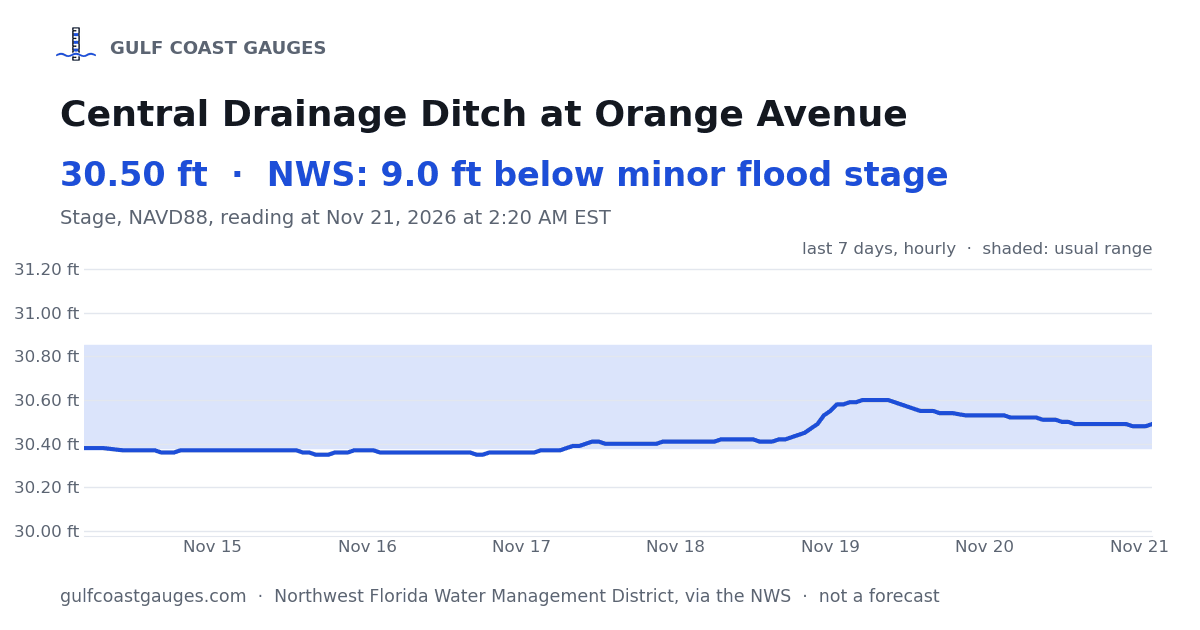 GULF COAST GAUGES
Central Drainage Ditch at Orange Avenue
30.50 ft · NWS: 9.0 ft below minor flood stage
Stage, NAVD88, reading at Nov 21, 2026 at 2:20 AM EST
last 7 days, hourly · shaded: usual range
31.20 ft
31.00 ft
30.80 ft
30.60 ft
30.40 ft
30.20 ft
30.00 ft
Nov 15 Nov 16 Nov 17 Nov 18 Nov 19 Nov 20 Nov 21
gulfcoastgauges.com · Northwest Florida Water Management District, via the NWS · not a forecast